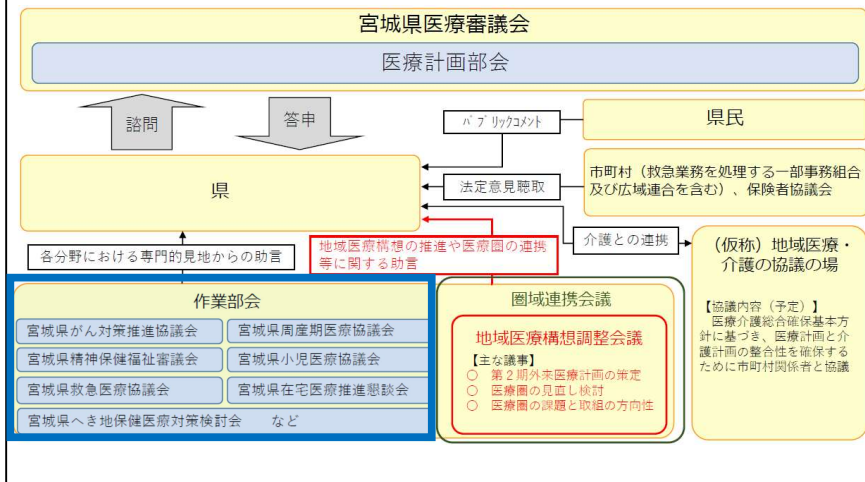 宮城県医療審議会
医療計画部会
諮問
答申
パブリックコメント
県民
県
法定意見聴取
市町村（救急業務を処理する一部事務組合
及び広域連合を含む）、保険者協議会
各分野における専門的見地からの助言
地域医療構想の推進や医療圏の連携
等に関する助言
介護との連携
（仮称）地域医療・
介護の協議の場
【協議内容（予定）】
医療介護総合確保基本方
針に基づき、医療計画と介
護計画の整合性を確保する
ために市町村関係者と協議
作業部会
宮城県がん対策推進協議会
宮城県周産期医療協議会
宮城県精神保健福祉審議会
宮城県小児医療協議会
宮城県救急医療協議会
宮城県在宅医療推進懇談会
宮城県へき地保健医療対策検討会　など
圏域連携会議
地域医療構想調整会議
【主な議事】
○　第２期外来医療計画の策定
○　医療圏の見直し検討
○　医療圏の課題と取組の方向性